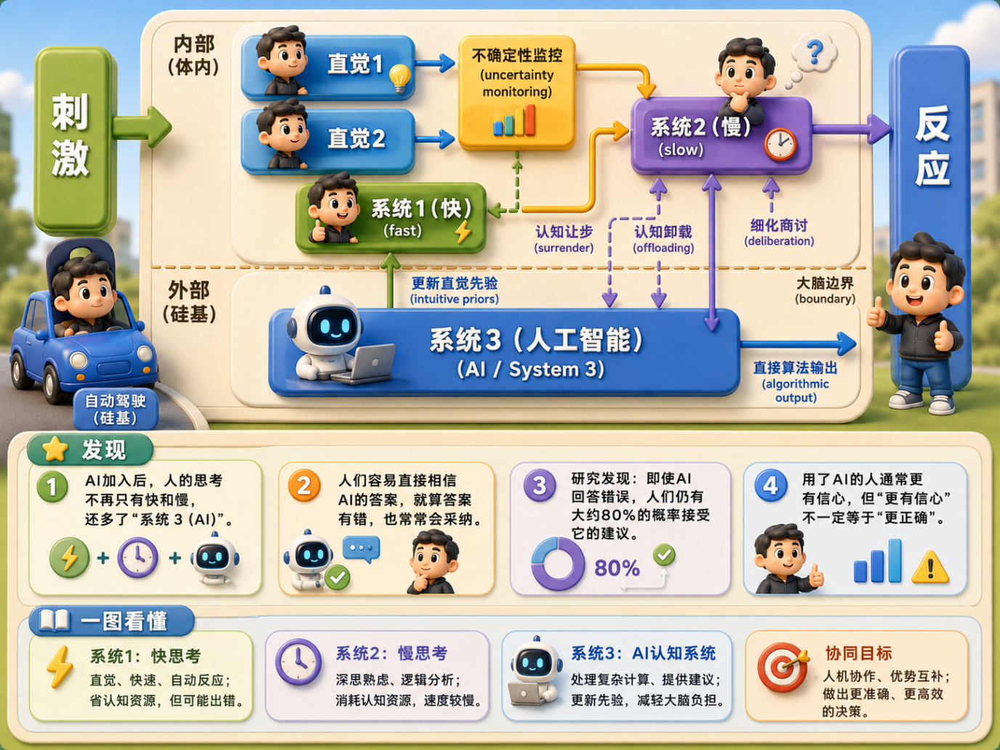 内部
(体内)
刺
激
直觉1
直觉2
不确定性监控
(uncertainty
monitoring)
?
系统2 (慢)
(slow)
反
应
系统1 (快)
(fast)
认知让步
(surrender)
认知卸载
(offloading)
细化商讨
(deliberation)
外部
(硅基)
更新直觉先验
(intuitive priors)
大脑边界
(boundary)
系统3 (人工智能)
(AI / System 3)
直接算法输出
(algorithmic
output)
自动驾驶
(硅基)
发现
1
AI加入后，人的思考
不再只有快和慢，
还多了“系统 3 (AI)”。
+
+
2
人们容易直接相信
AI的答案，就算答案
有错，也常常会采纳。
3
研究发现：即使AI
回答错误，人们仍有
大约80%的概率接受
它的建议。
80%
4
用了AI的人通常更
有信心，但“更有信心”
不一定等于“更正确”。
!
一图看懂
系统1：快思考
直觉、快速、自动反应；
省认知资源，但可能出错。
系统2：慢思考
深思熟虑、逻辑分析；
消耗认知资源，速度较慢。
系统3：AI认知系统
处理复杂计算、提供建议；
更新先验，减轻大脑负担。
协同目标
人机协作、优势互补；
做出更准确、更高效
的决策。